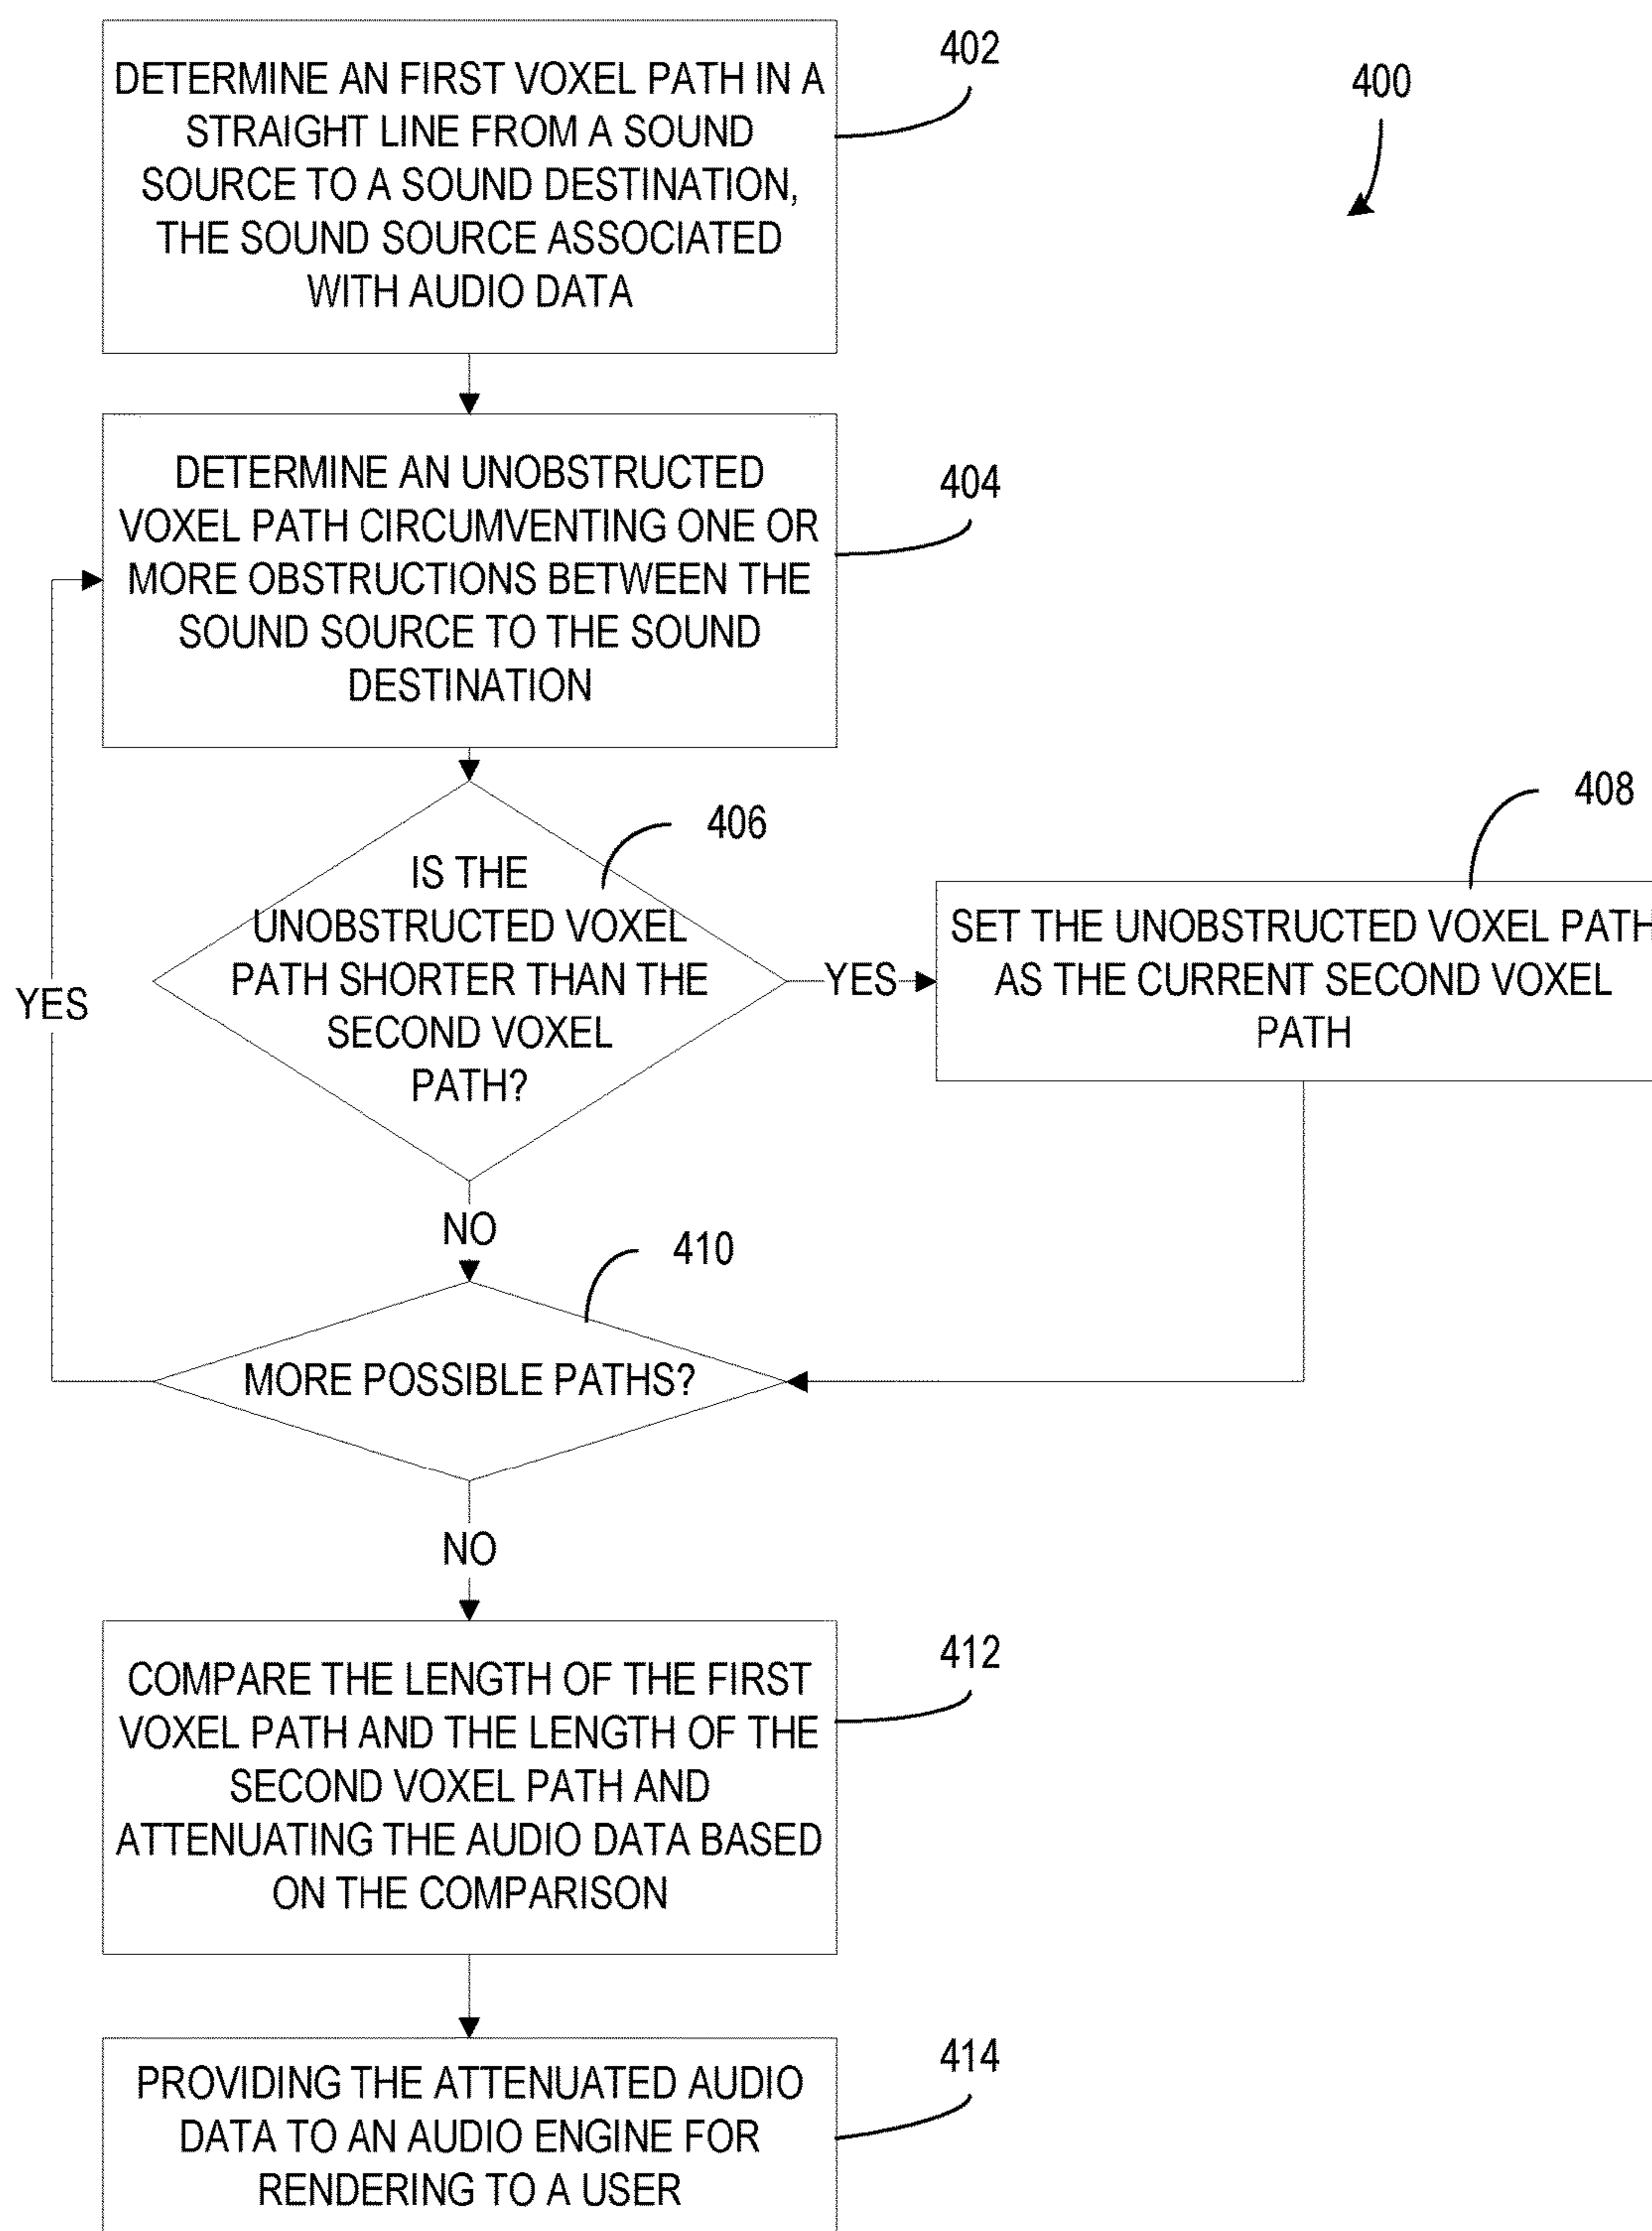 DETERMINE AN FIRST VOXEL PATH IN A
STRAIGHT LINE FROM A SOUND
SOURCE TO A SOUND DESTINATION,
THE SOUND SOURCE ASSOCIATED
WITH AUDIO DATA
402
400
DETERMINE AN UNOBSTRUCTED
VOXEL PATH CIRCUMVENTING ONE OR
MORE OBSTRUCTIONS BETWEEN THE
SOUND SOURCE TO THE SOUND
DESTINATION
404
IS THE
UNOBSTRUCTED VOXEL
PATH SHORTER THAN THE
SECOND VOXEL
PATH?
406
YES
SET THE UNOBSTRUCTED VOXEL PATH
AS THE CURRENT SECOND VOXEL
PATH
408
YES
NO
MORE POSSIBLE PATHS?
410
NO
COMPARE THE LENGTH OF THE FIRST
VOXEL PATH AND THE LENGTH OF THE
SECOND VOXEL PATH AND
ATTENUATING THE AUDIO DATA BASED
ON THE COMPARISON
412
PROVIDING THE ATTENUATED AUDIO
DATA TO AN AUDIO ENGINE FOR
RENDERING TO A USER
414